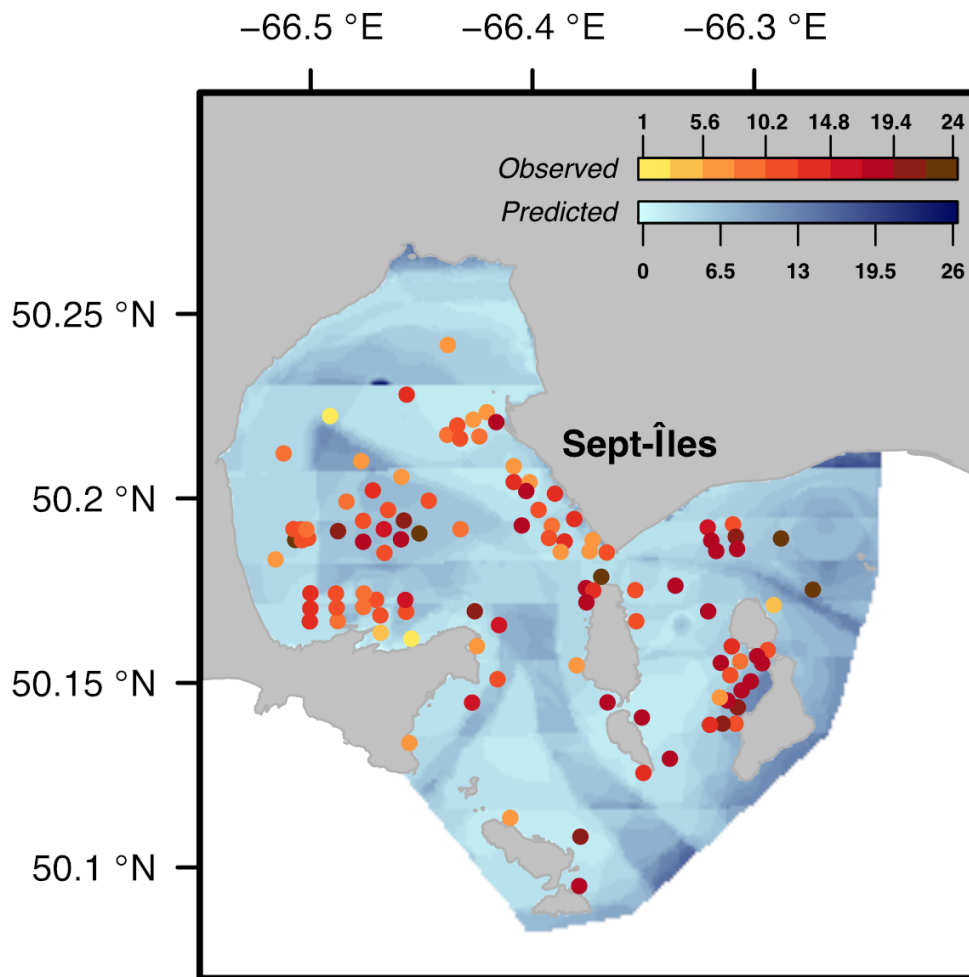 −66.5 °E −66.4 °E −66.3 °E
1 5.6 10.2 14.8 19.4 24
Observed
Predicted
0 6.5 13 19.5 26
50.25 °N
Sept-Îles
50.2 °N
50.15 °N
50.1 °N